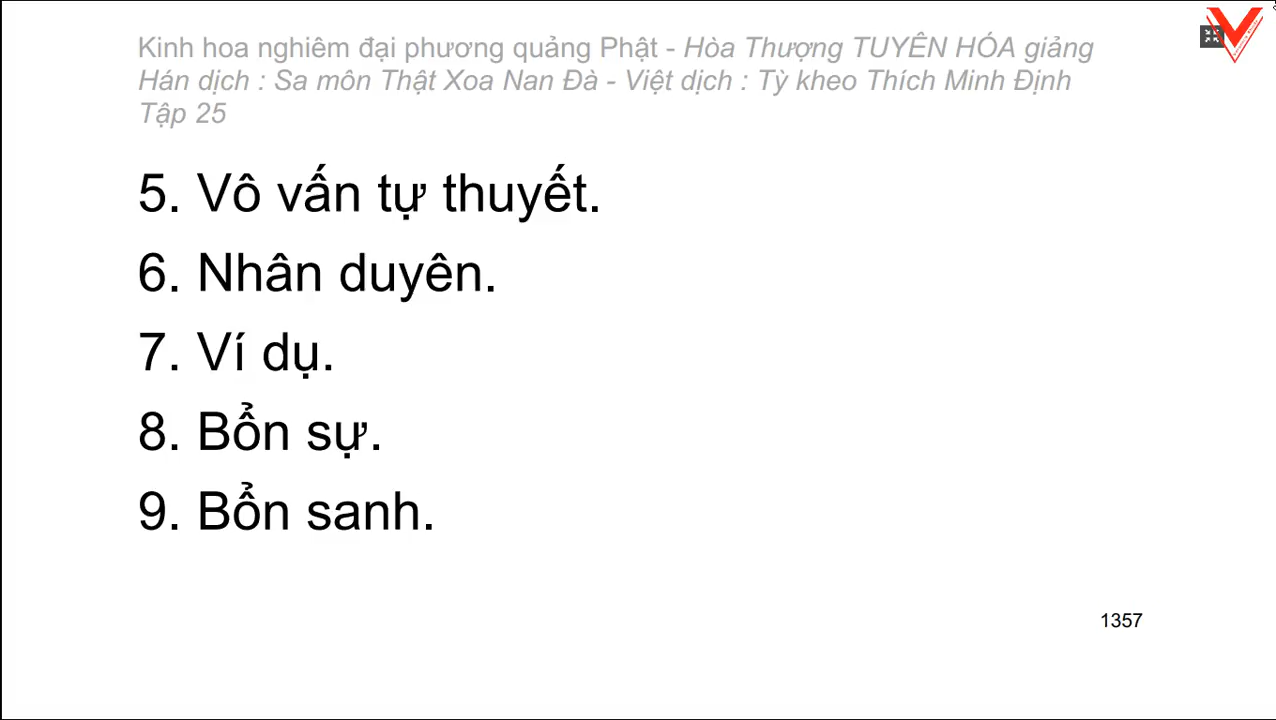 Kinh hoa nghiêm đại phương quảng Phật - Hòa Thượng TUYÊN HÓA giảng
Hán dịch : Sa môn Thật Xoa Nan Đà - Việt dịch : Tỳ kheo Thích Minh Định
Tập 25
5. Vô vấn tự thuyết.
6. Nhân duyên.
7. Ví dụ.
8. Bổn sự.
9. Bổn sanh.
1357